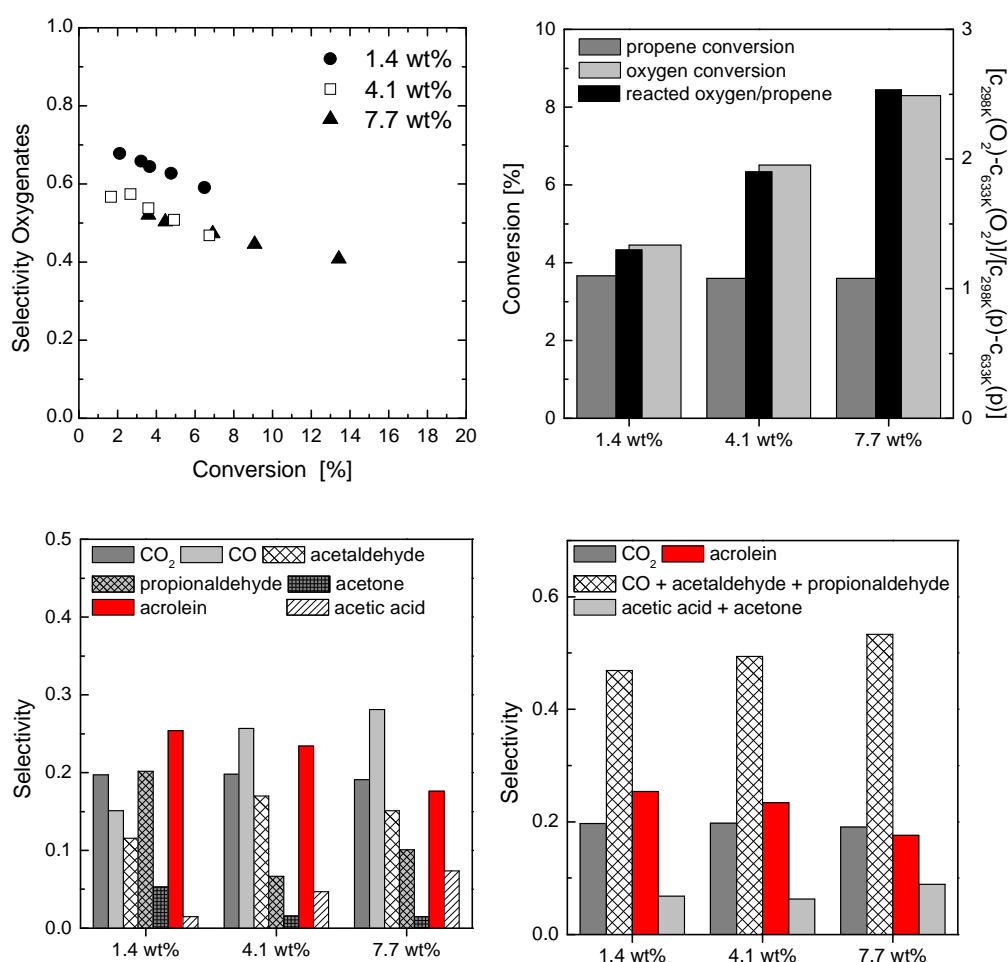 1.0
0.8
0.6
0.4
0.2
0.0
Selectivity Oxygenates
1.4 wt%
4.1 wt%
7.7 wt%
0 2 4 6 8 10 12 14 16 18 20
Conversion [%]
10
8
6
4
2
0
Conversion [%]
propene conversion
oxygen conversion
reacted oxygen/propene
3
2
1
0
[c298K(O2)-c633K(O2)]/[c298K(p)-c633K(p)]
1.4 wt% 4.1 wt% 7.7 wt%
0.5
0.4
0.3
0.2
0.1
0.0
Selectivity
CO2 CO acetaldehyde
propionaldehyde acetone
acrolein acetic acid
1.4 wt% 4.1 wt% 7.7 wt%
0.6
0.4
0.2
0.0
Selectivity
CO2 acrolein
CO + acetaldehyde + propionaldehyde
acetic acid + acetone
1.4 wt% 4.1 wt% 7.7 wt%